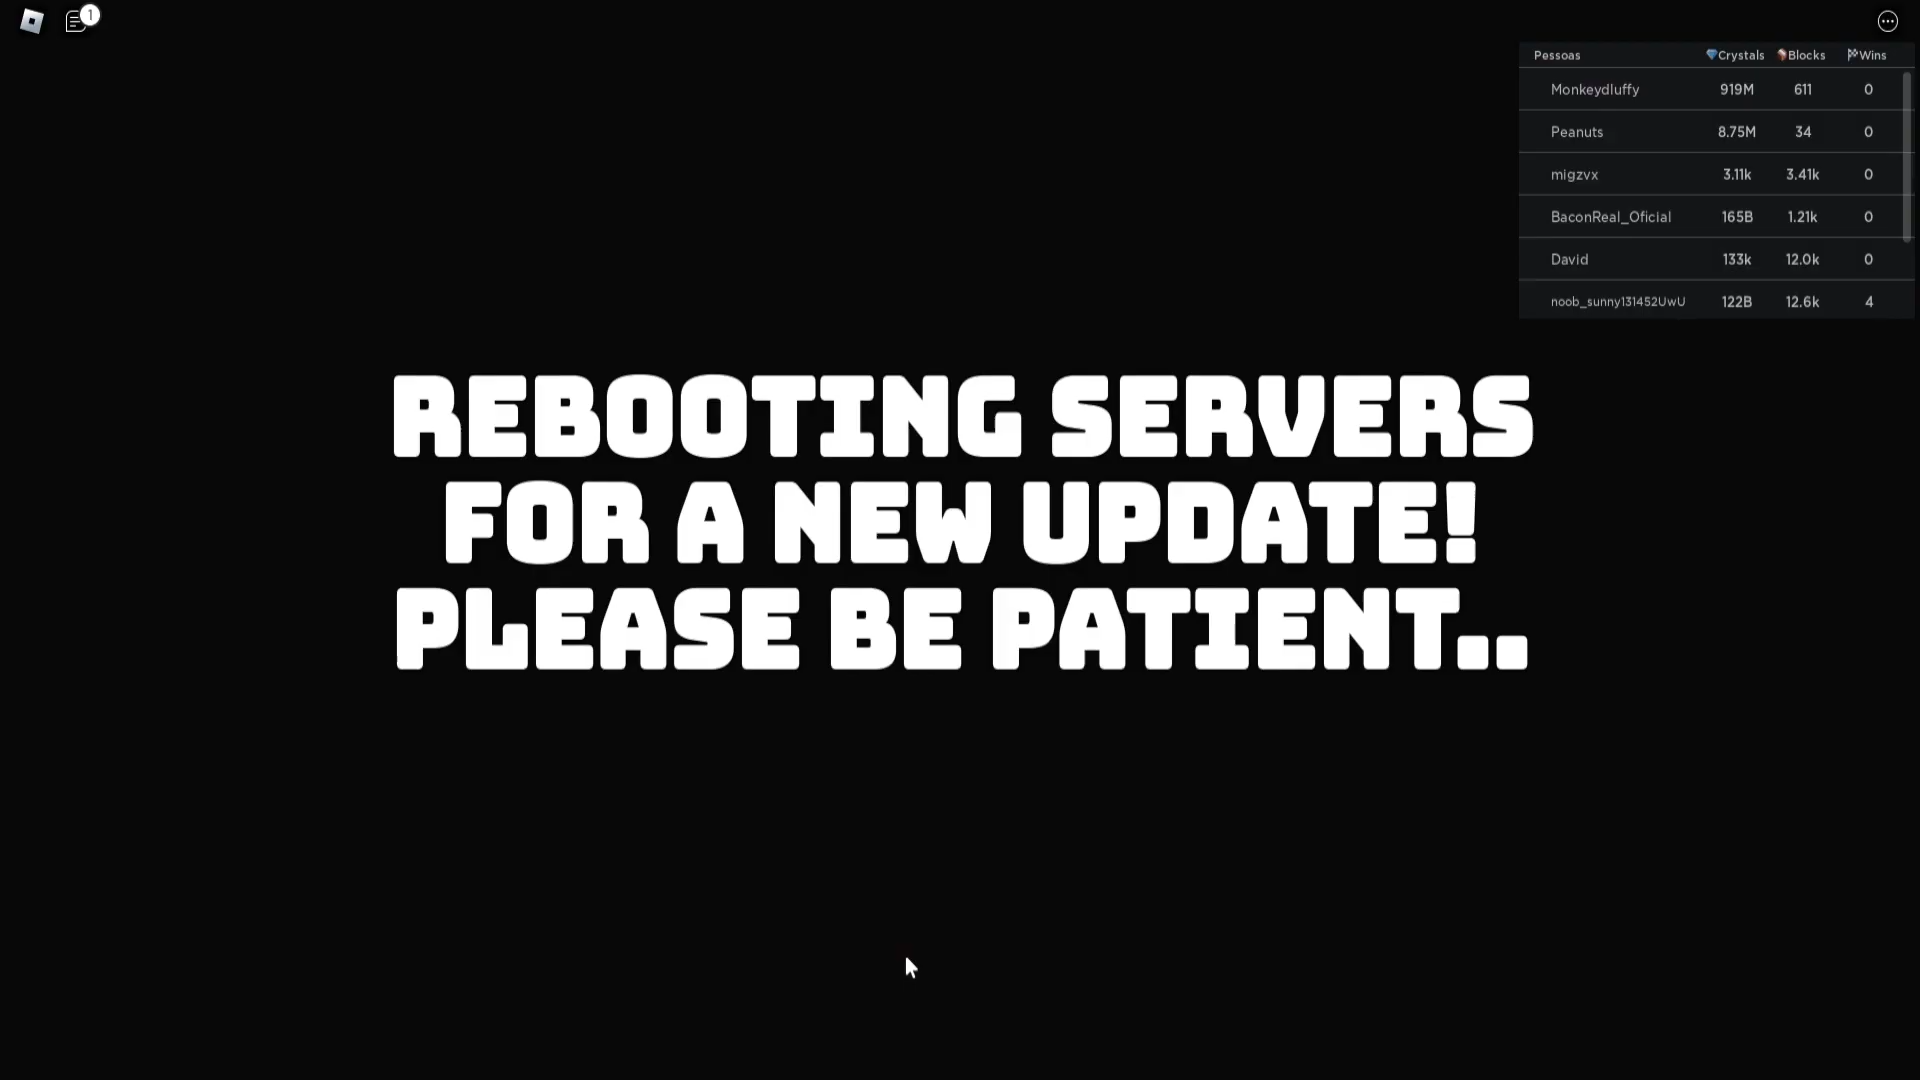 1
Pessoas Crystals Blocks Wins
Monkeydluffy 919M 611 0
Peanuts 8.75M 34 0
migzvx 3.11k 3.41k 0
BaconReal_Oficial 165B 1.21k 0
David 133k 12.0k 0
noob_sunny131452UwU 122B 12.6k 4
REBOOTING SERVERS
FOR A NEW UPDATE!
PLEASE BE PATIENT..